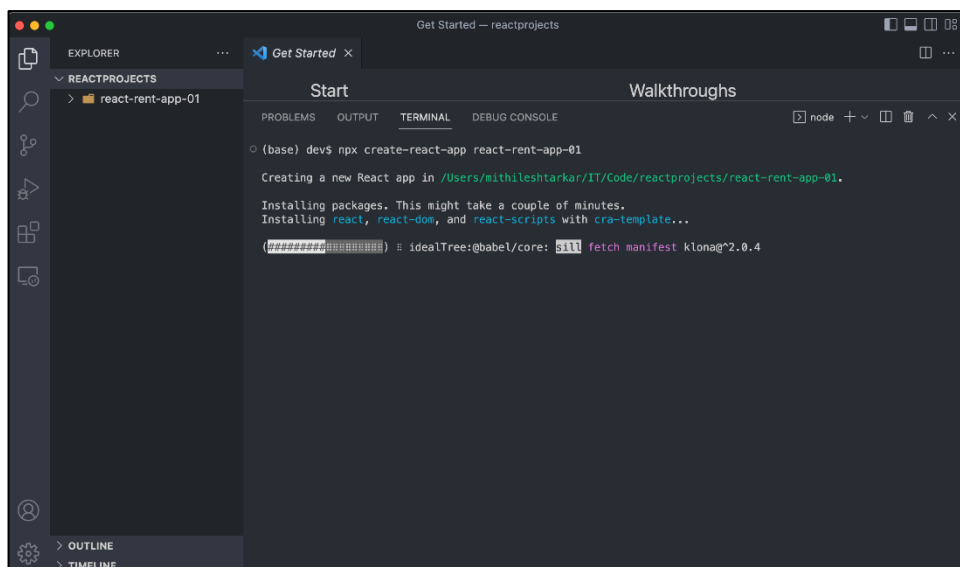 Get Started — reactprojects
EXPLORER
Get Started
REACTPROJECTS
react-rent-app-01
Start
Walkthroughs
PROBLEMS OUTPUT TERMINAL DEBUG CONSOLE
node
(base) dev$ npx create-react-app react-rent-app-01
Creating a new React app in /Users/mithileshtarkar/IT/Code/reactprojects/react-rent-app-01.
Installing packages. This might take a couple of minutes.
Installing react, react-dom, and react-scripts with cra-template...
(##################) ⠸ idealTree:@babel/core: sill fetch manifest klona@^2.0.4
OUTLINE
TIMELINE